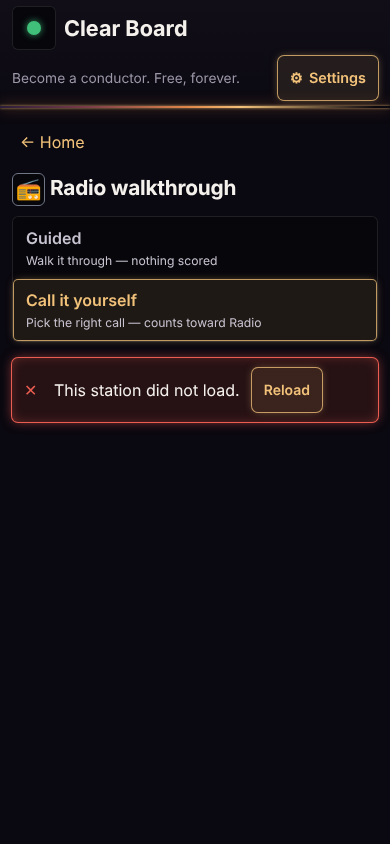 Clear Board
Become a conductor. Free, forever.
⚙ Settings
← Home
Radio walkthrough
Guided
Walk it through — nothing scored
Call it yourself
Pick the right call — counts toward Radio
× This station did not load.
Reload